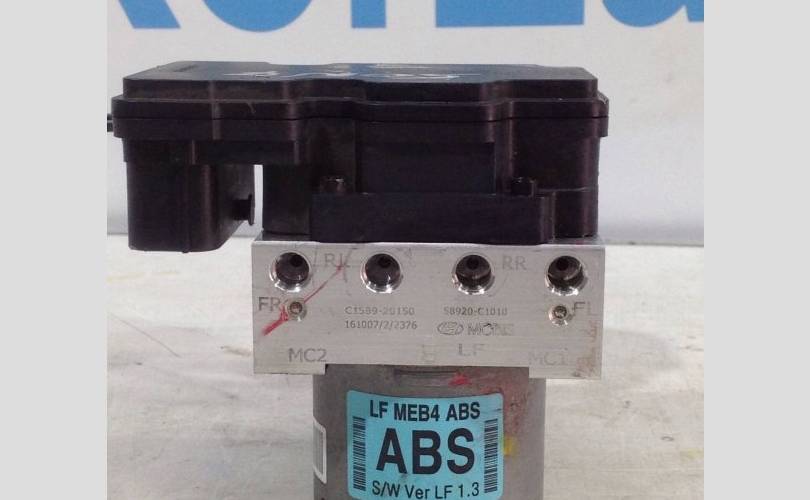 RL RR
FR FL
C1589-20150 58920-C1010
161007/2/2376 MOBIS
LF
MC2 MC1
LF MEB4 ABS
ABS
S/W Ver LF 1.3